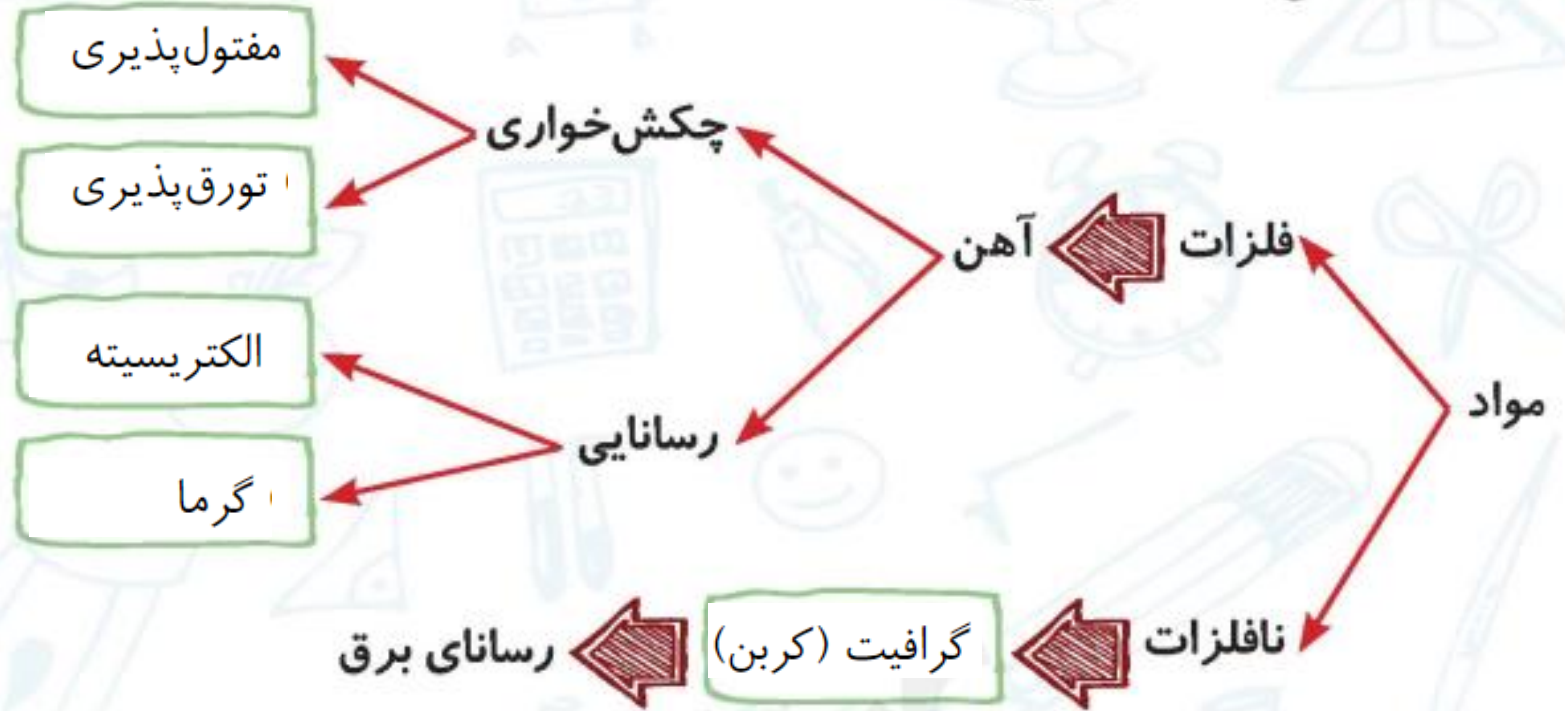 مواد
فلزات
آهن
چکش‌خواری
مفتول‌پذیری
تورق‌پذیری
رسانایی
الکتریسیته
گرما
نافلزات
گرافیت (کربن)
رسانای برق